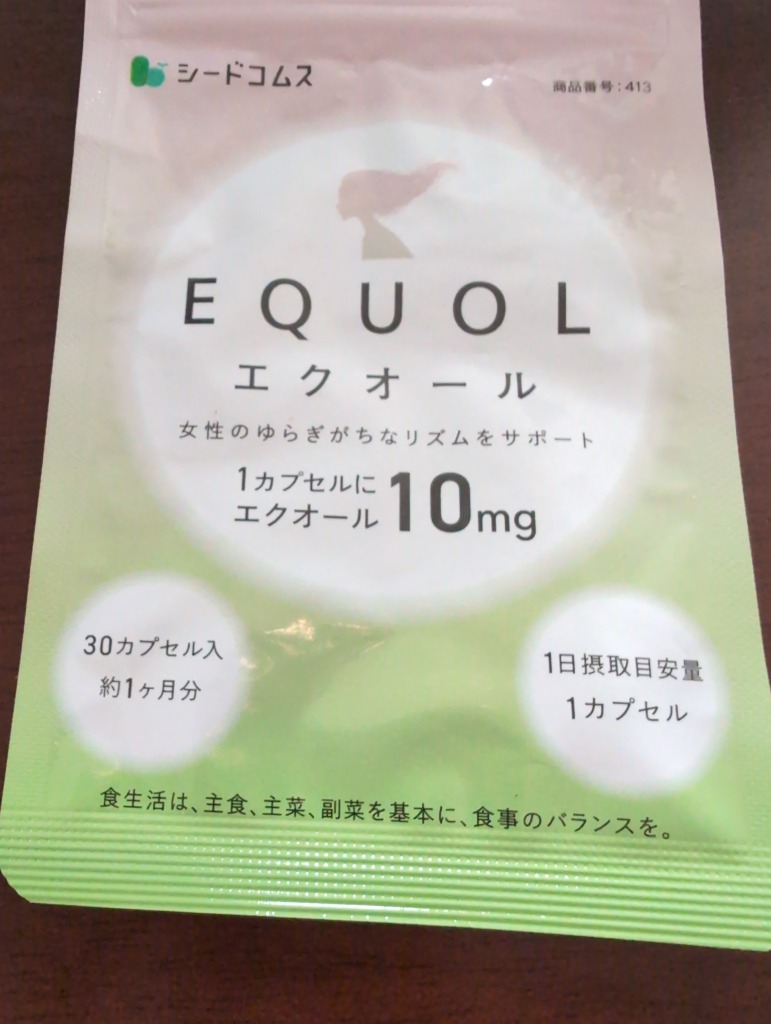 シードコムス
商品番号:413
EQUOL
エクオール
女性のゆらぎがちなリズムをサポート
1カプセルに
エクオール 10mg
30カプセル入
約1ヶ月分
1日摂取目安量
1カプセル
食生活は、主食、主菜、副菜を基本に、食事のバランスを。